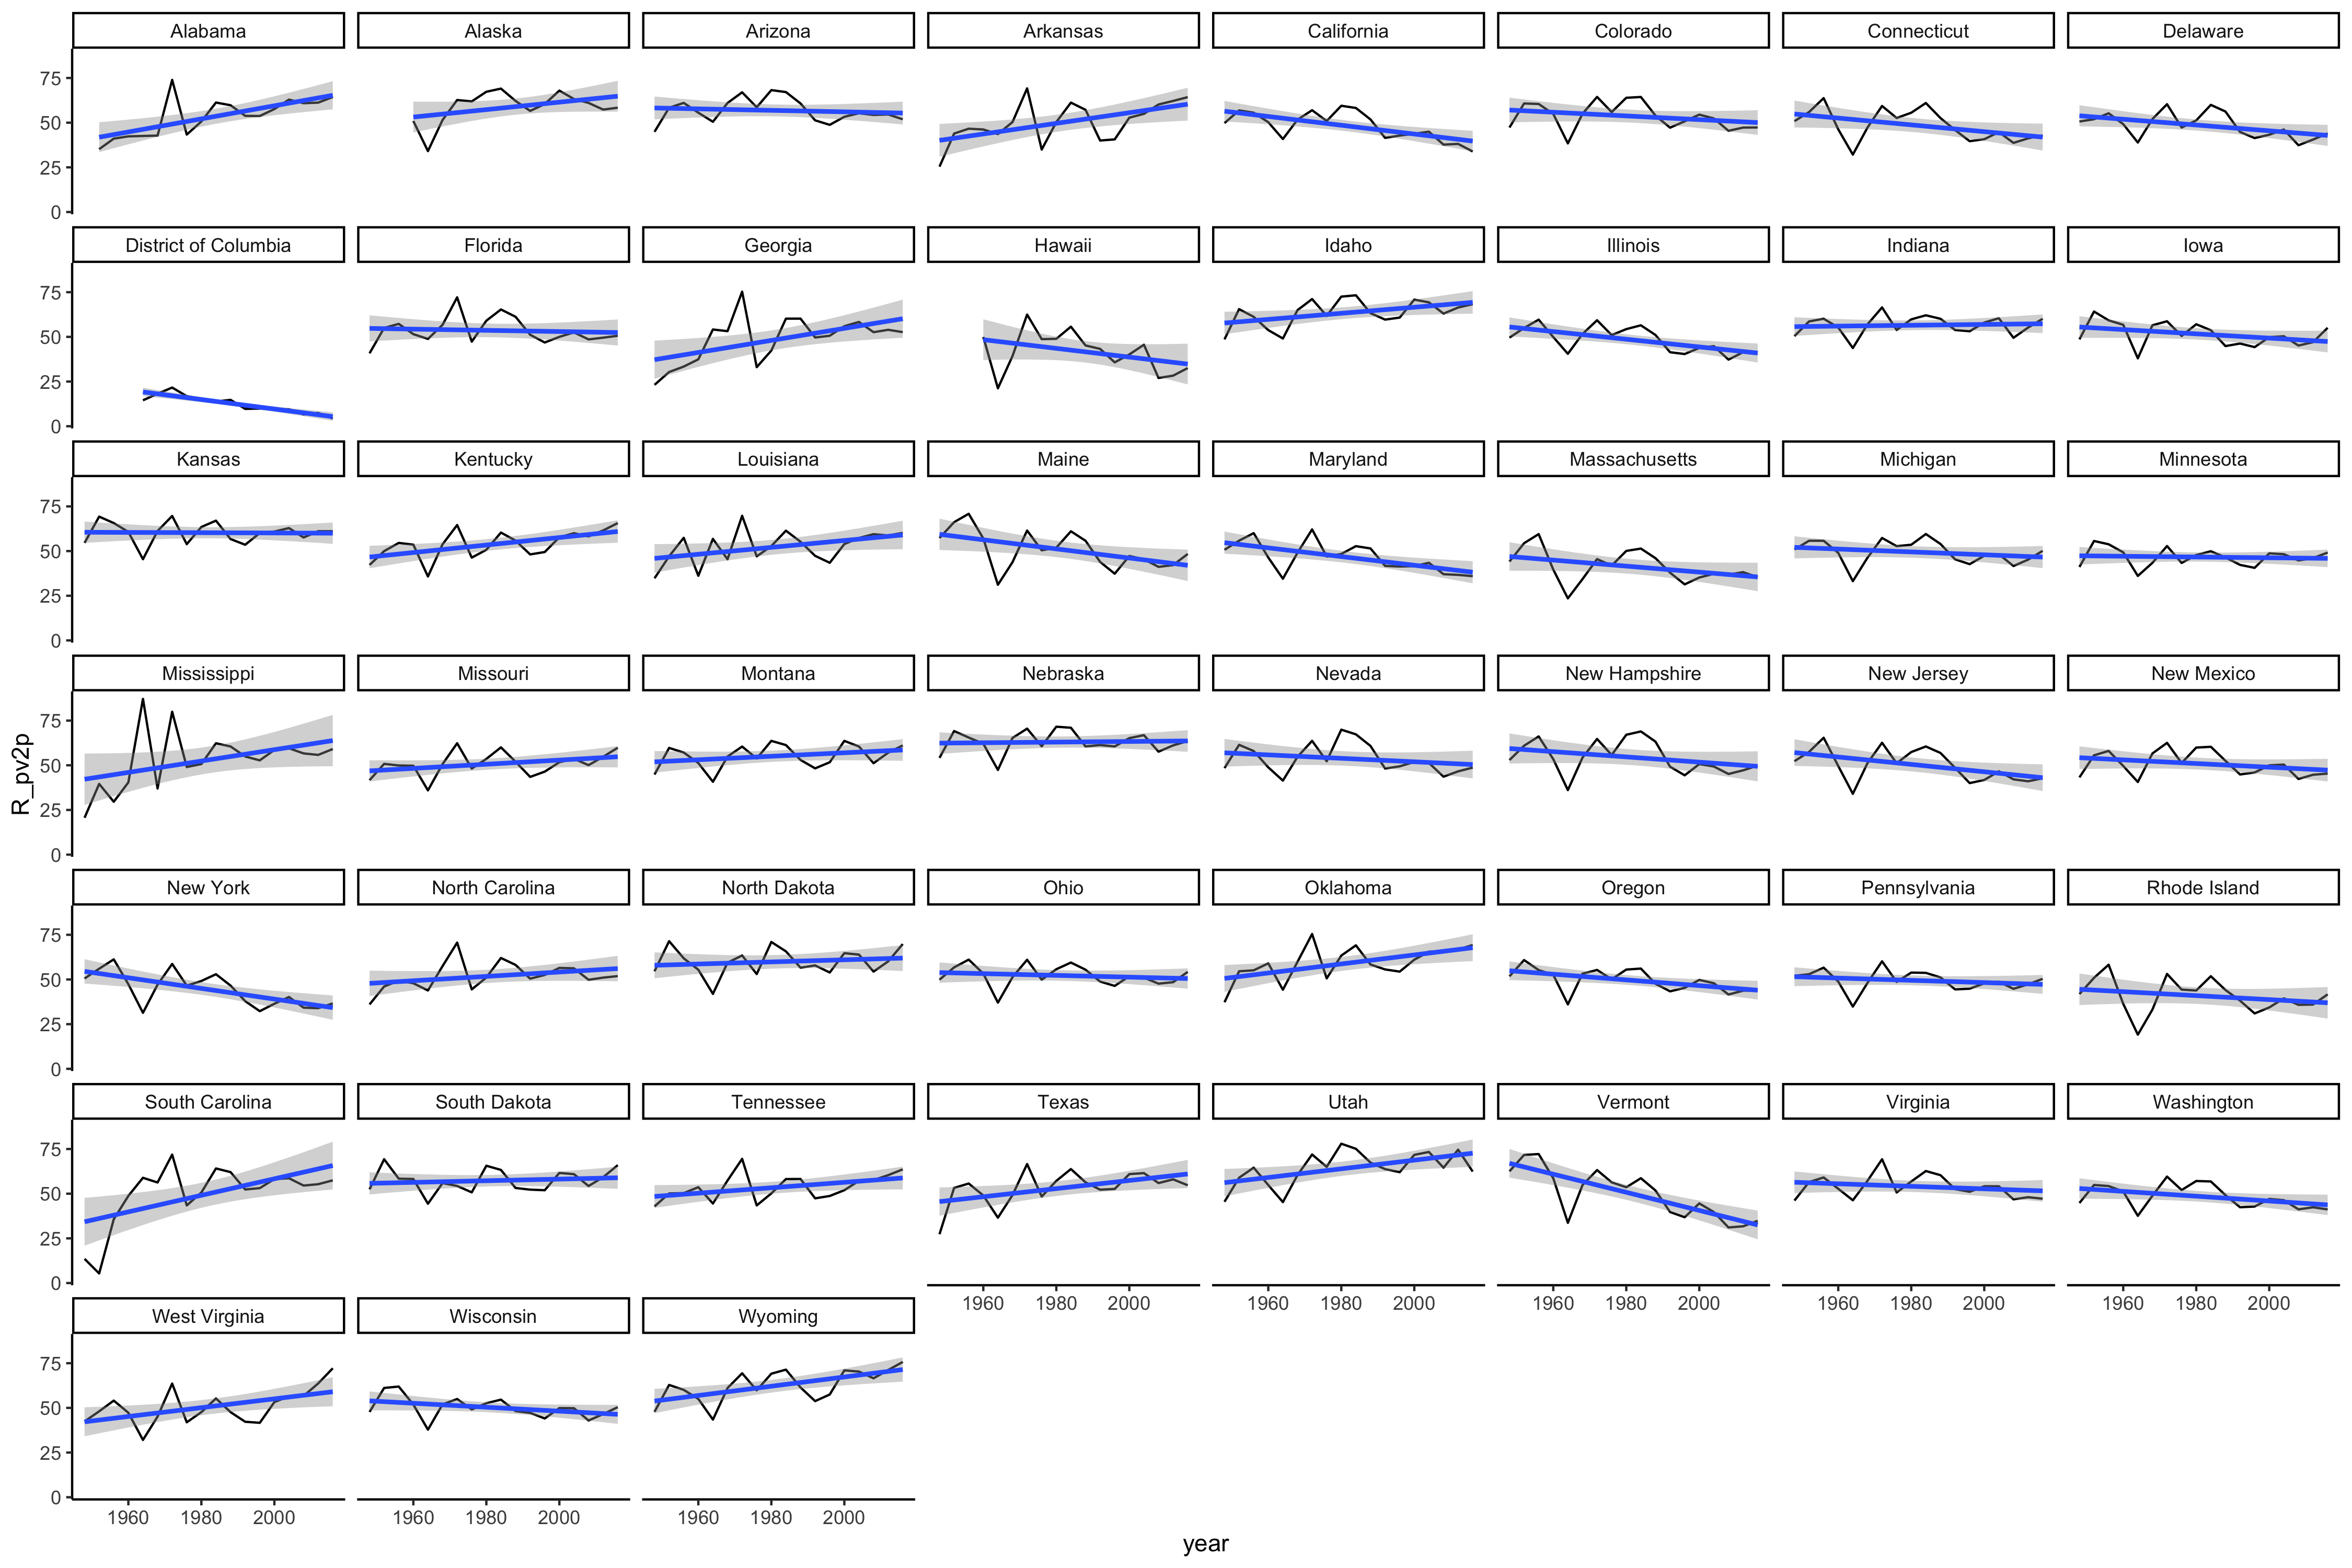 Alabama Alaska Arizona Arkansas California Colorado Connecticut Delaware
75
50
25
0
District of Columbia Florida Georgia Hawaii Idaho Illinois Indiana Iowa
75
50
25
0
Kansas Kentucky Louisiana Maine Maryland Massachusetts Michigan Minnesota
75
50
25
0
Mississippi Missouri Montana Nebraska Nevada New Hampshire New Jersey New Mexico
75
50
25
0
R_pv2p
New York North Carolina North Dakota Ohio Oklahoma Oregon Pennsylvania Rhode Island
75
50
25
0
South Carolina South Dakota Tennessee Texas Utah Vermont Virginia Washington
75
50
25
0
1960 1980 2000 1960 1980 2000 1960 1980 2000 1960 1980 2000 1960 1980 2000
West Virginia Wisconsin Wyoming
75
50
25
0
1960 1980 2000 1960 1980 2000 1960 1980 2000
year